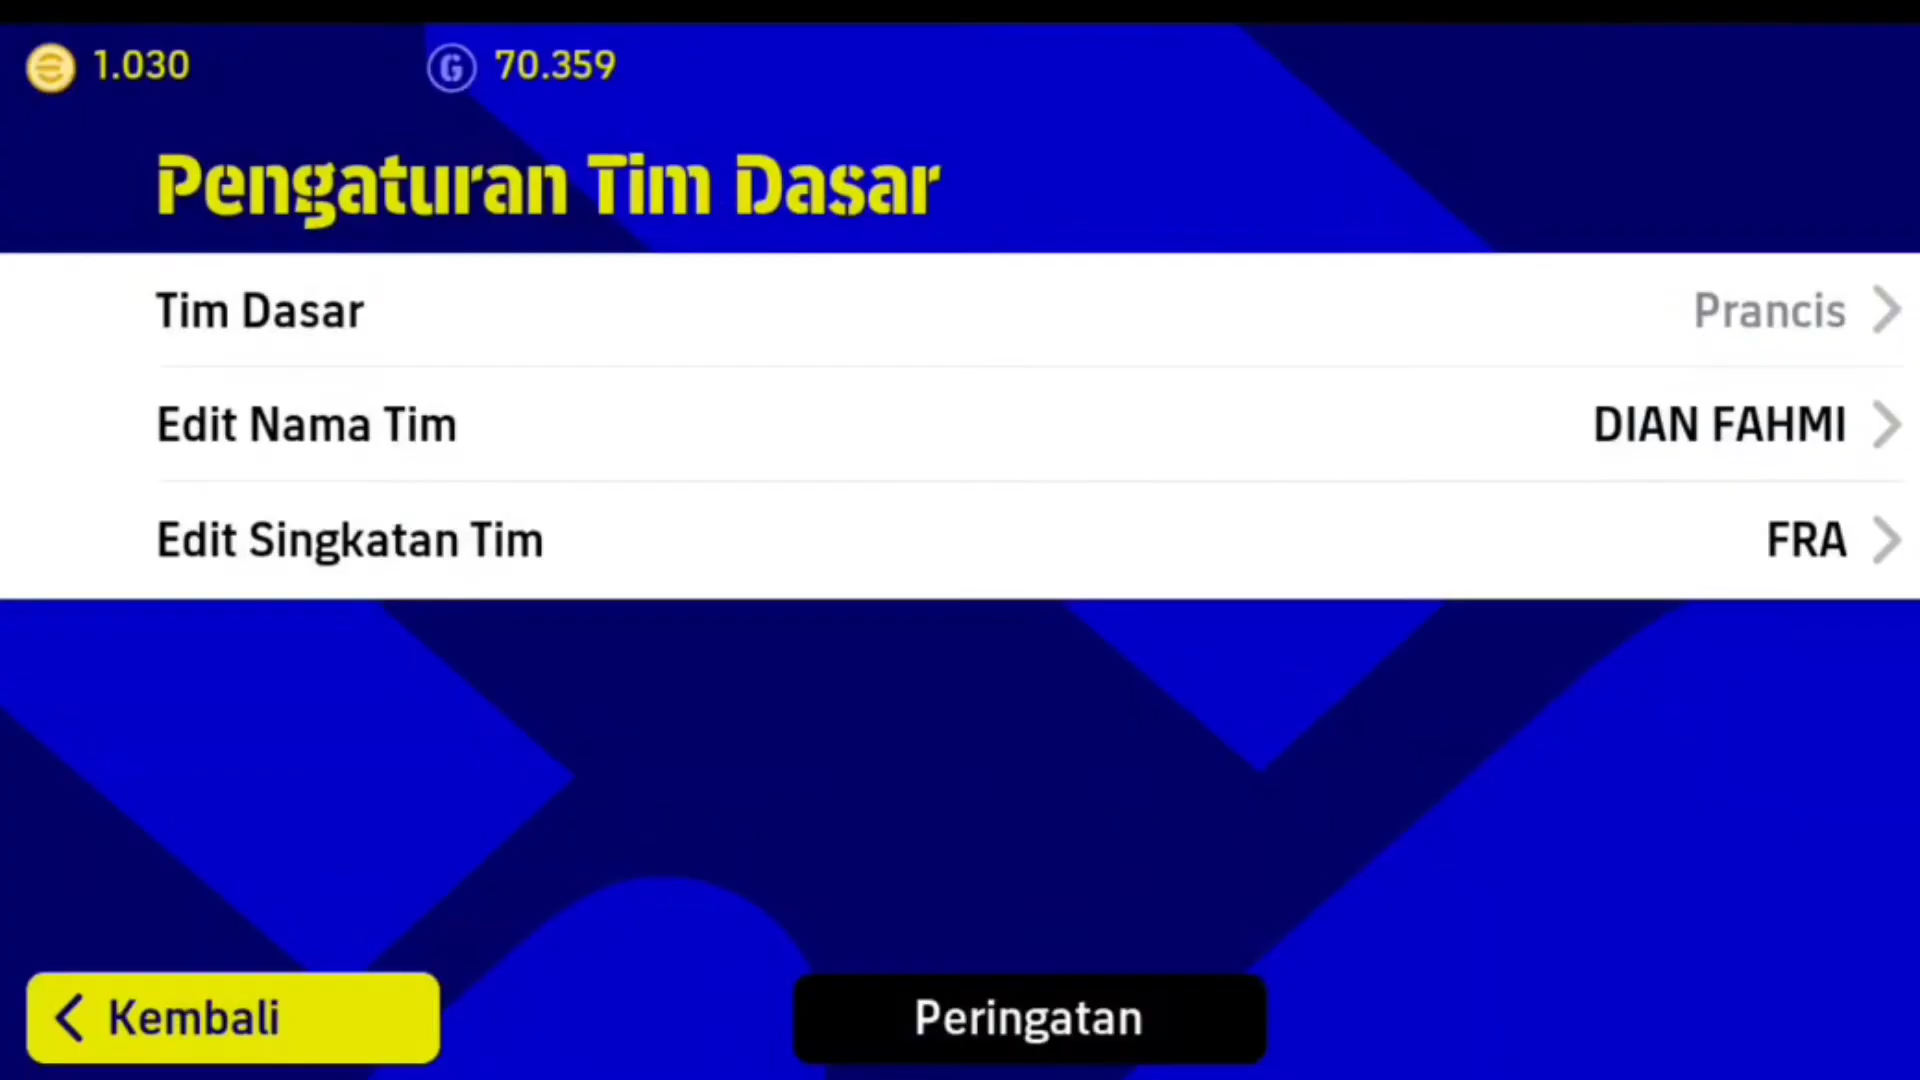 1.030
G 70.359
Pengaturan Tim Dasar
Tim Dasar Prancis
Edit Nama Tim DIAN FAHMI
Edit Singkatan Tim FRA
Kembali
Peringatan